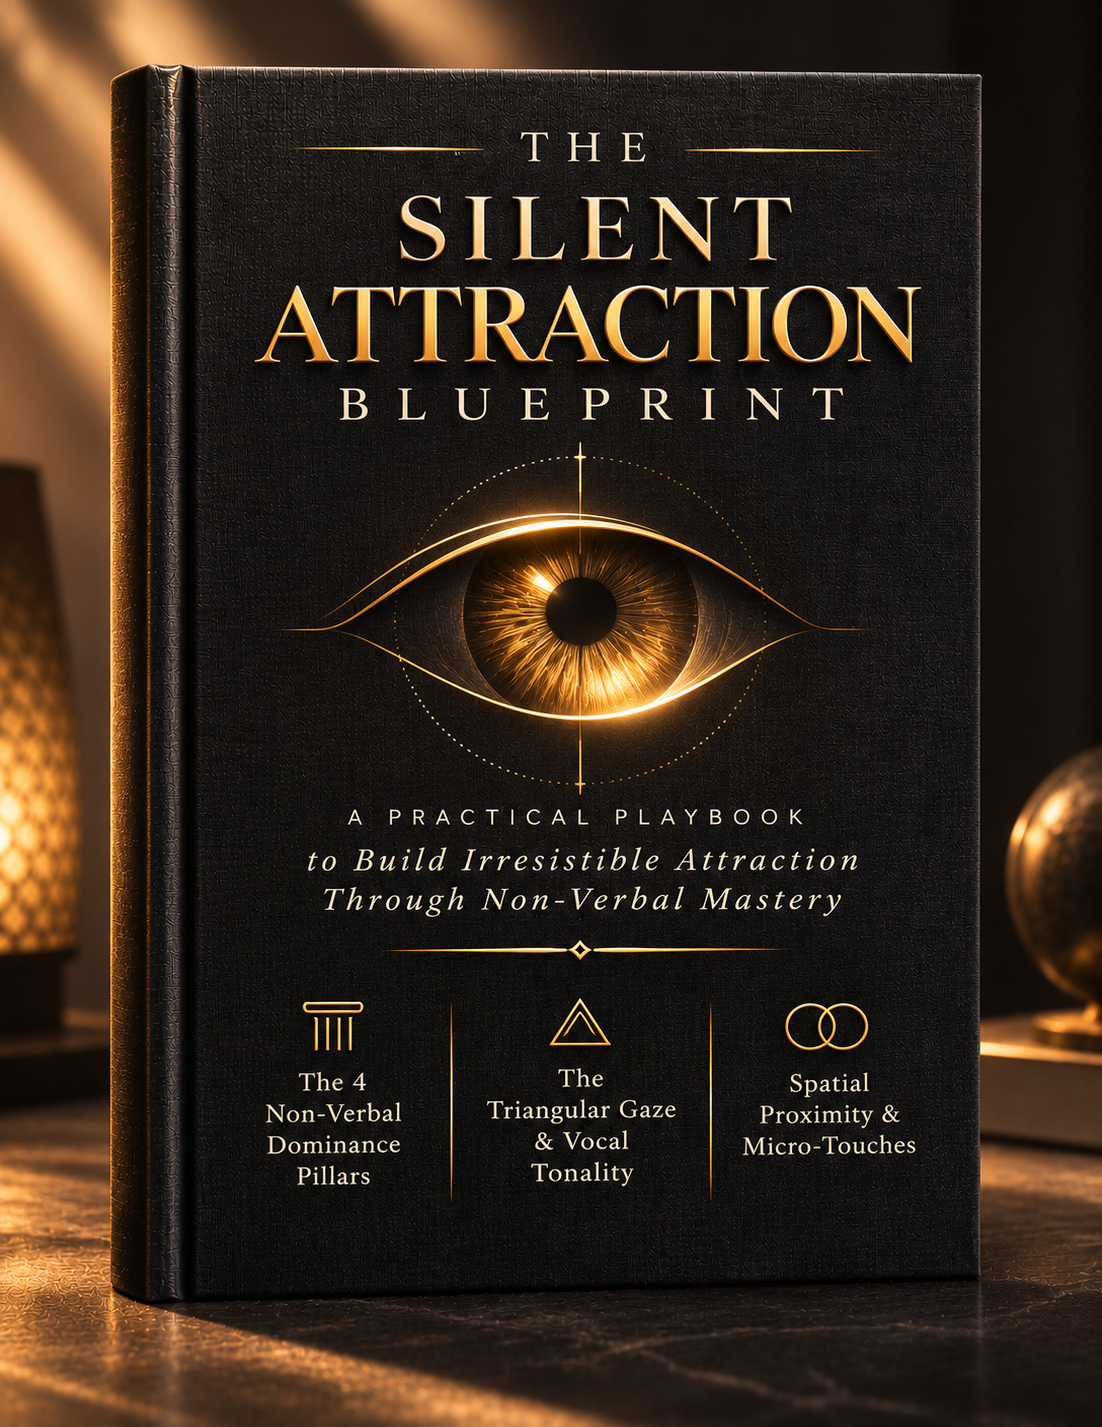 THE
SILENT
ATTRACTION
BLUEPRINT
A PRACTICAL PLAYBOOK
to Build Irresistible Attraction
Through Non-Verbal Mastery
The 4
Non-Verbal
Dominance
Pillars
The
Triangular Gaze
& Vocal
Tonality
Spatial
Proximity &
Micro-Touches